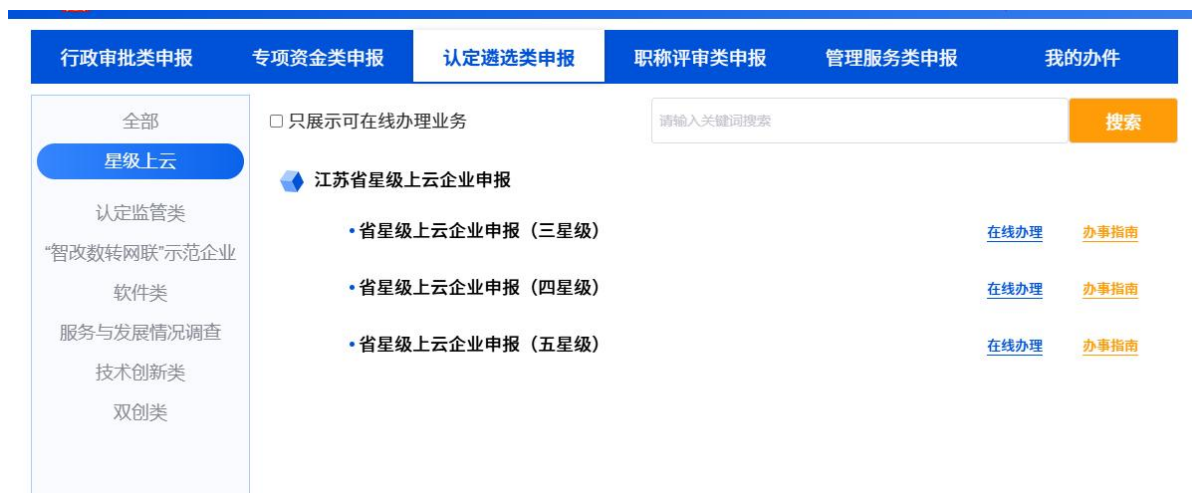 行政审批类申报 专项资金类申报 认定遴选类申报 职称评审类申报 管理服务类申报 我的办件
全部
星级上云
认定监管类
“智改数转网联”示范企业
软件类
服务与发展情况调查
技术创新类
双创类
只展示可在线办理业务 请输入关键词搜索 搜索
江苏省星级上云企业申报
•省星级上云企业申报（三星级） 在线办理 办事指南
•省星级上云企业申报（四星级） 在线办理 办事指南
•省星级上云企业申报（五星级） 在线办理 办事指南